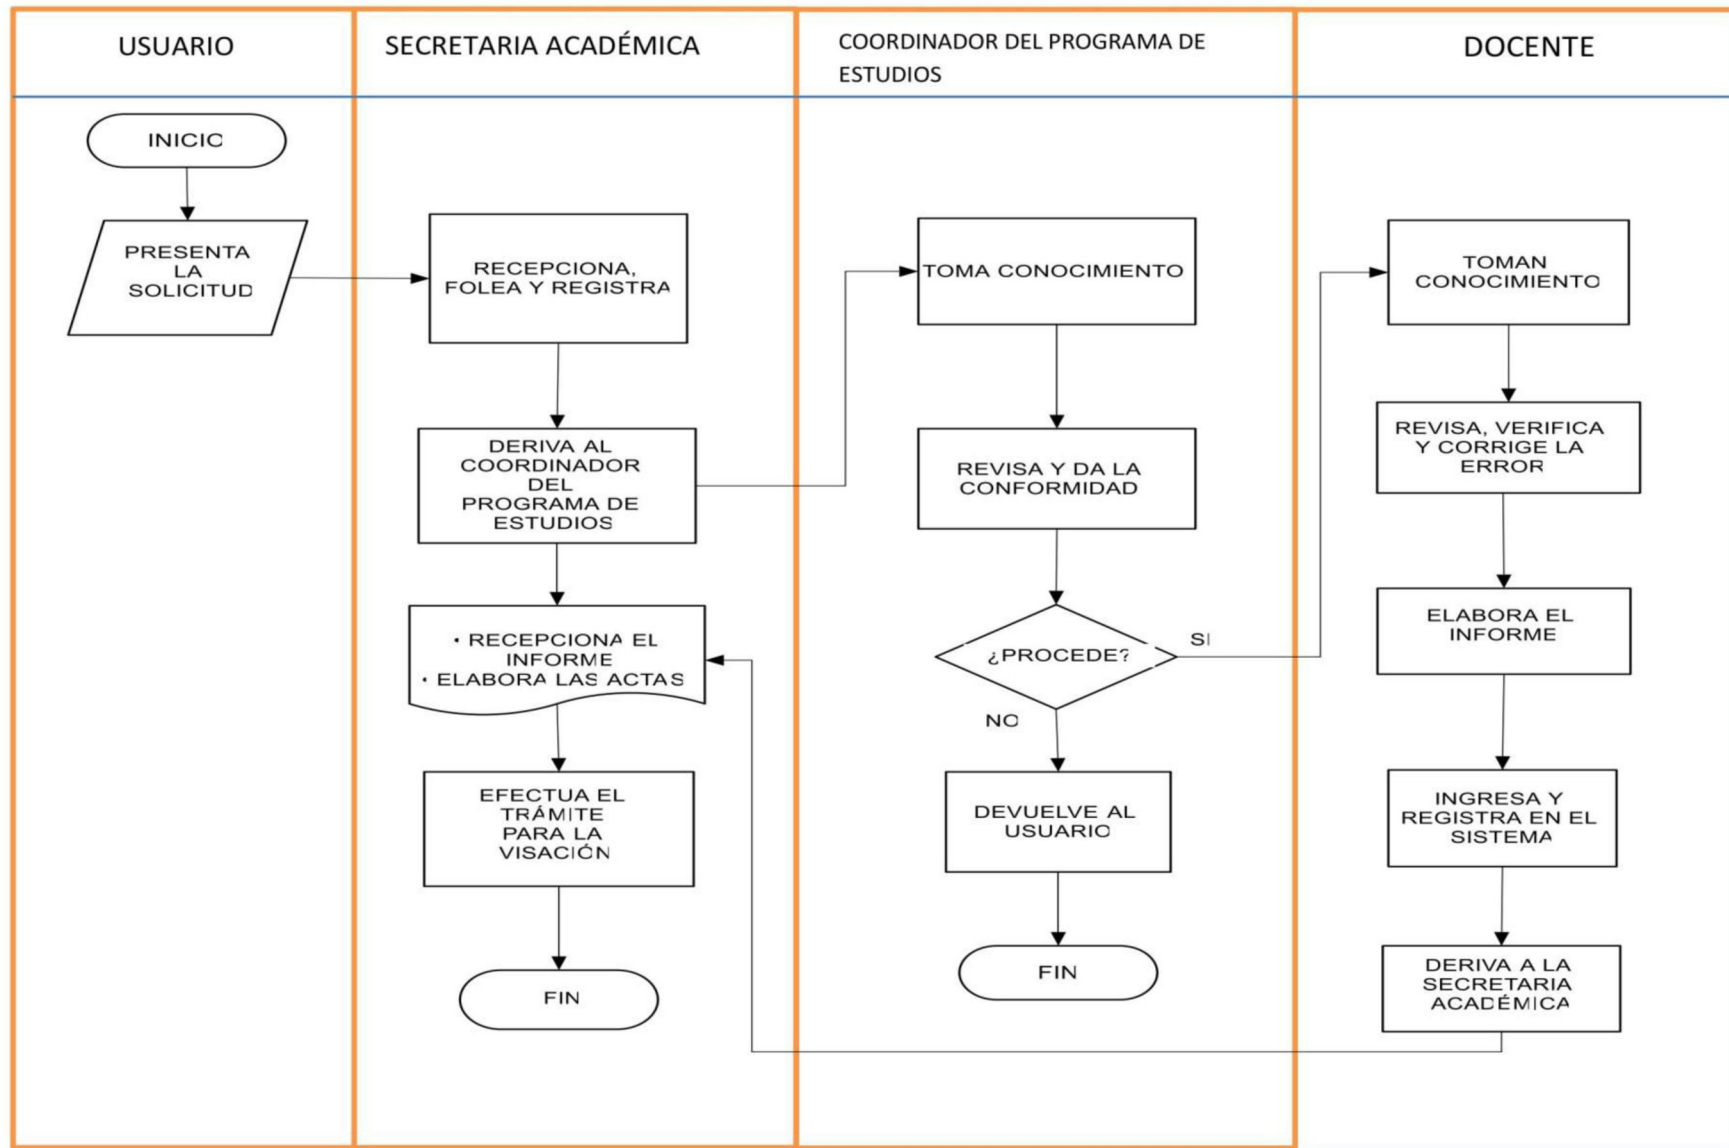 USUARIO
SECRETARIA ACADÉMICA
COORDINADOR DEL PROGRAMA DE
ESTUDIOS
DOCENTE
INICIO
PRESENTA
LA
SOLICITUD
RECEPCIONA,
FOLEA Y REGISTRA
DERIVA AL
COORDINADOR
DEL
PROGRAMA DE
ESTUDIOS
• RECEPCIONA EL
INFORME
• ELABORA LAS ACTAS
EFECTUA EL
TRÁMITE
PARA LA
VISACIÓN
FIN
TOMA CONOCIMIENTO
REVISA Y DA LA
CONFORMIDAD
¿PROCEDE?
SI
NO
DEVUELVE AL
USUARIO
FIN
TOMAN
CONOCIMIENTO
REVISA, VERIFICA
Y CORRIGE LA
ERROR
ELABORA EL
INFORME
INGRESA Y
REGISTRA EN EL
SISTEMA
DERIVA A LA
SECRETARIA
ACADÉMICA